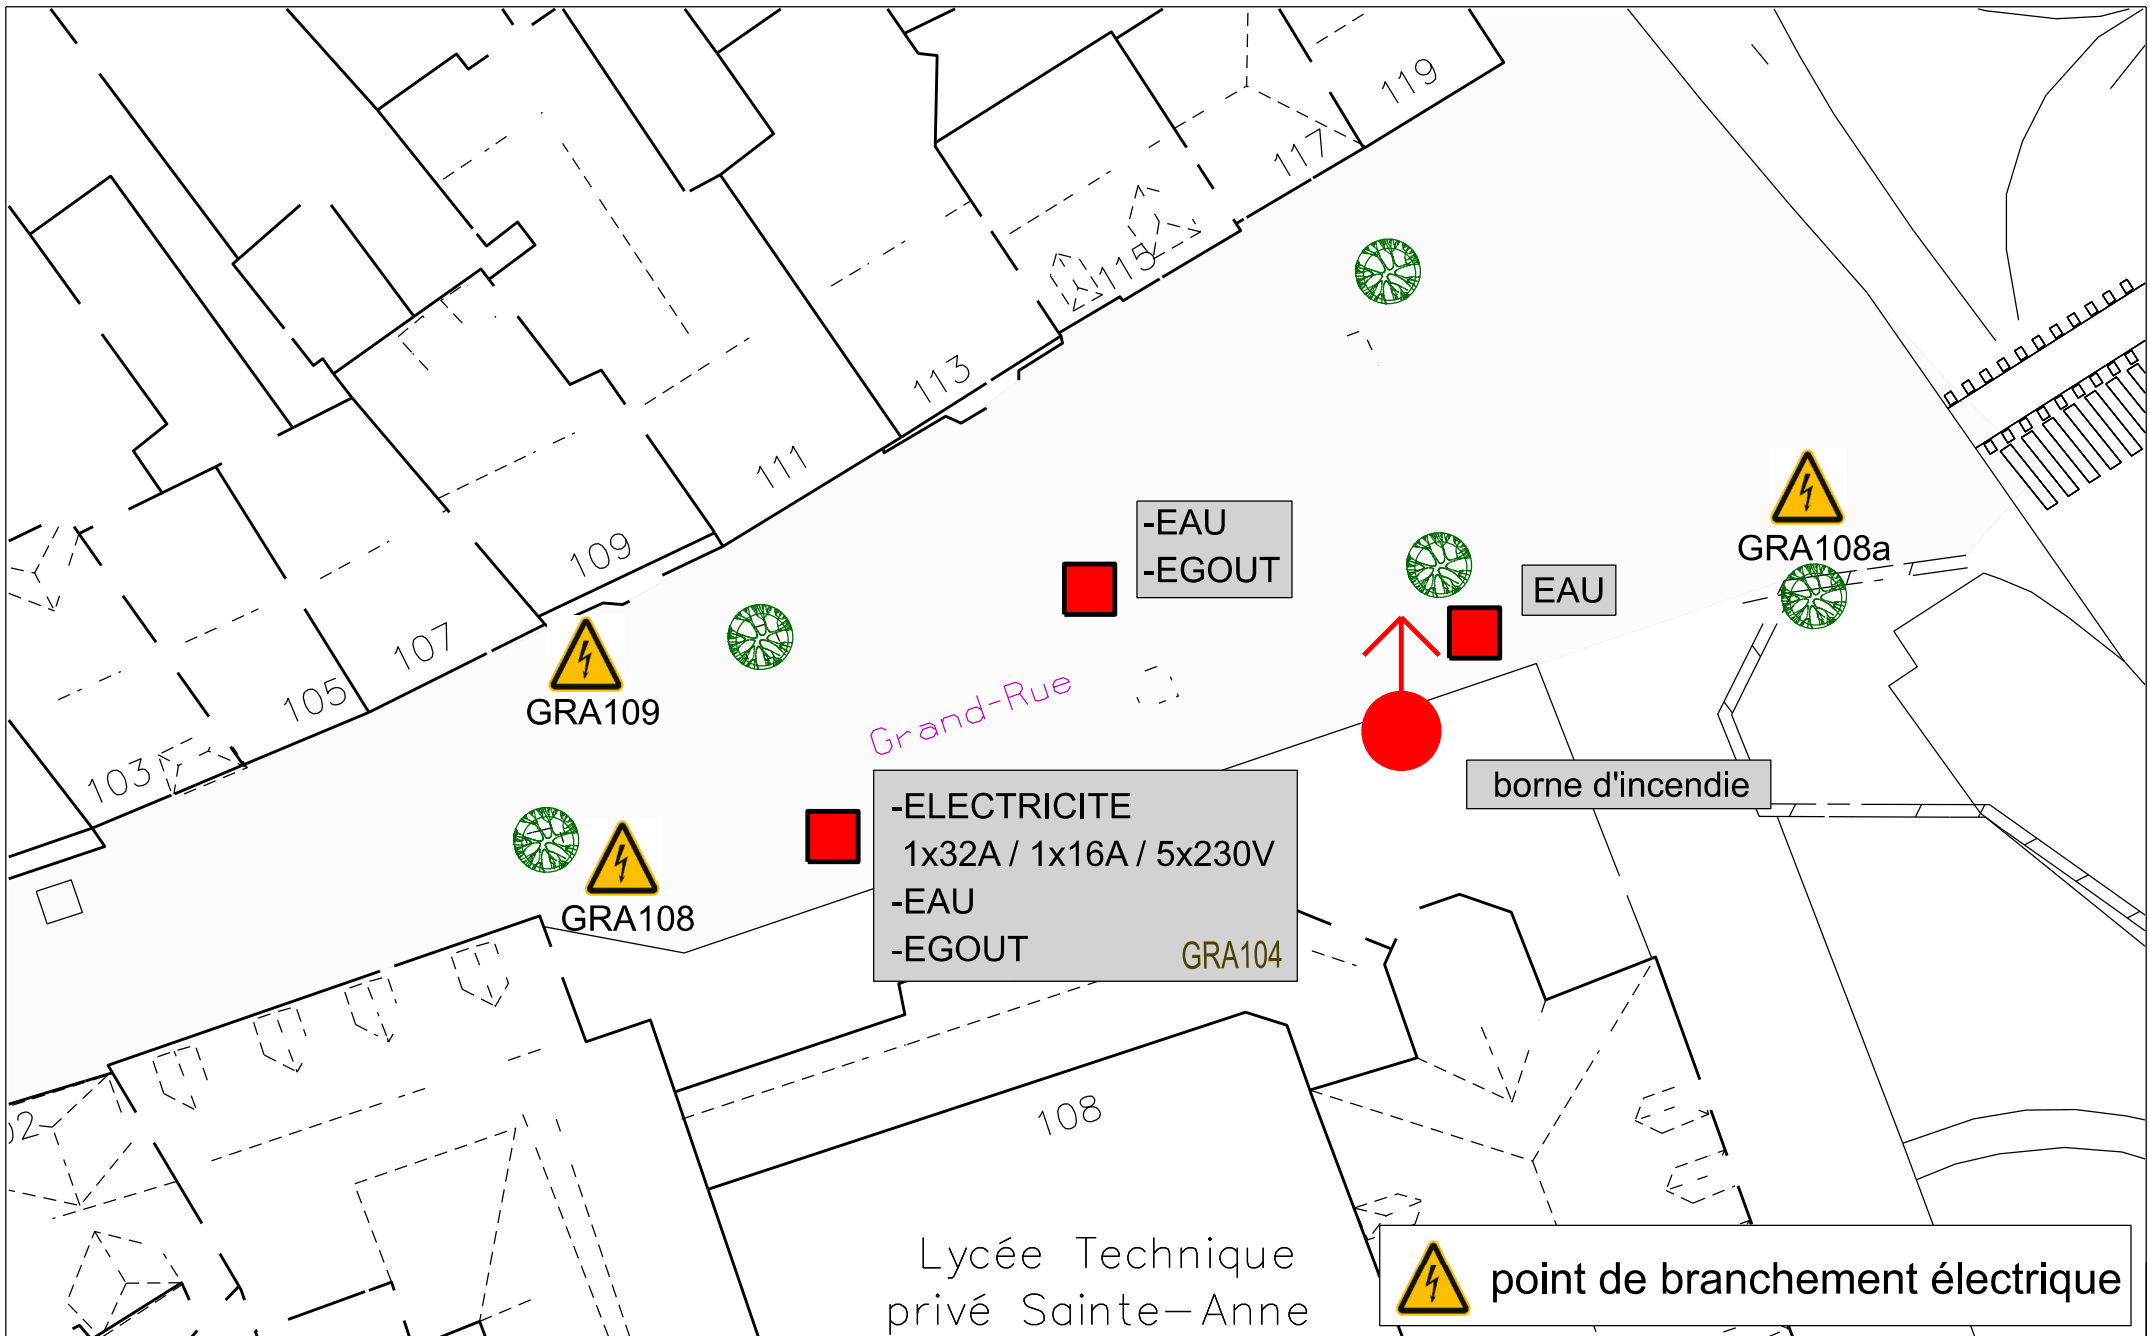 119
117
115
113
111
109
107
105
103
-EAU
-EGOUT
EAU
GRA108a
GRA109
Grand-Rue
borne d'incendie
-ELECTRICITE
1x32A / 1x16A / 5x230V
-EAU
-EGOUT
GRA104
GRA108
108
Lycée Technique
privé Sainte-Anne
point de branchement électrique